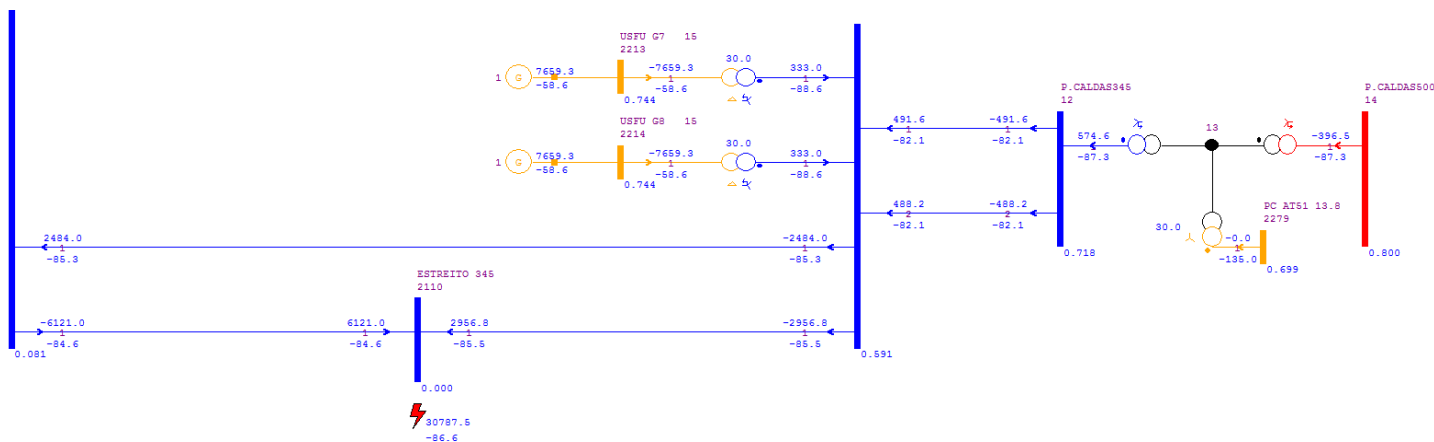 USFU G7 15
2213
1 G 7659.3 -7659.3 30.0 333.0
-58.6 1 1
-58.6 -88.6
0.744
USFU G8 15
2214
1 G 7659.3 -7659.3 30.0 333.0
-58.6 1 1
-58.6 -88.6
0.744
P.CALDAS345
12
P.CALDAS500
14
491.6 -491.6
1 1
-82.1 -82.1
574.6 13 -396.5
-87.3 1
-87.3
488.2 -488.2
2 2
-82.1 -82.1
PC AT51 13.8
2279
30.0 -0.0
1
-135.0
0.718 0.699 0.800
2484.0 -2484.0
1 1
-85.3 -85.3
ESTREITO 345
2110
-6121.0 6121.0 2956.8 -2956.8
1 1 1 1
-84.6 -84.6 -85.5 -85.5
0.081 0.591
0.000
30787.5
-86.6